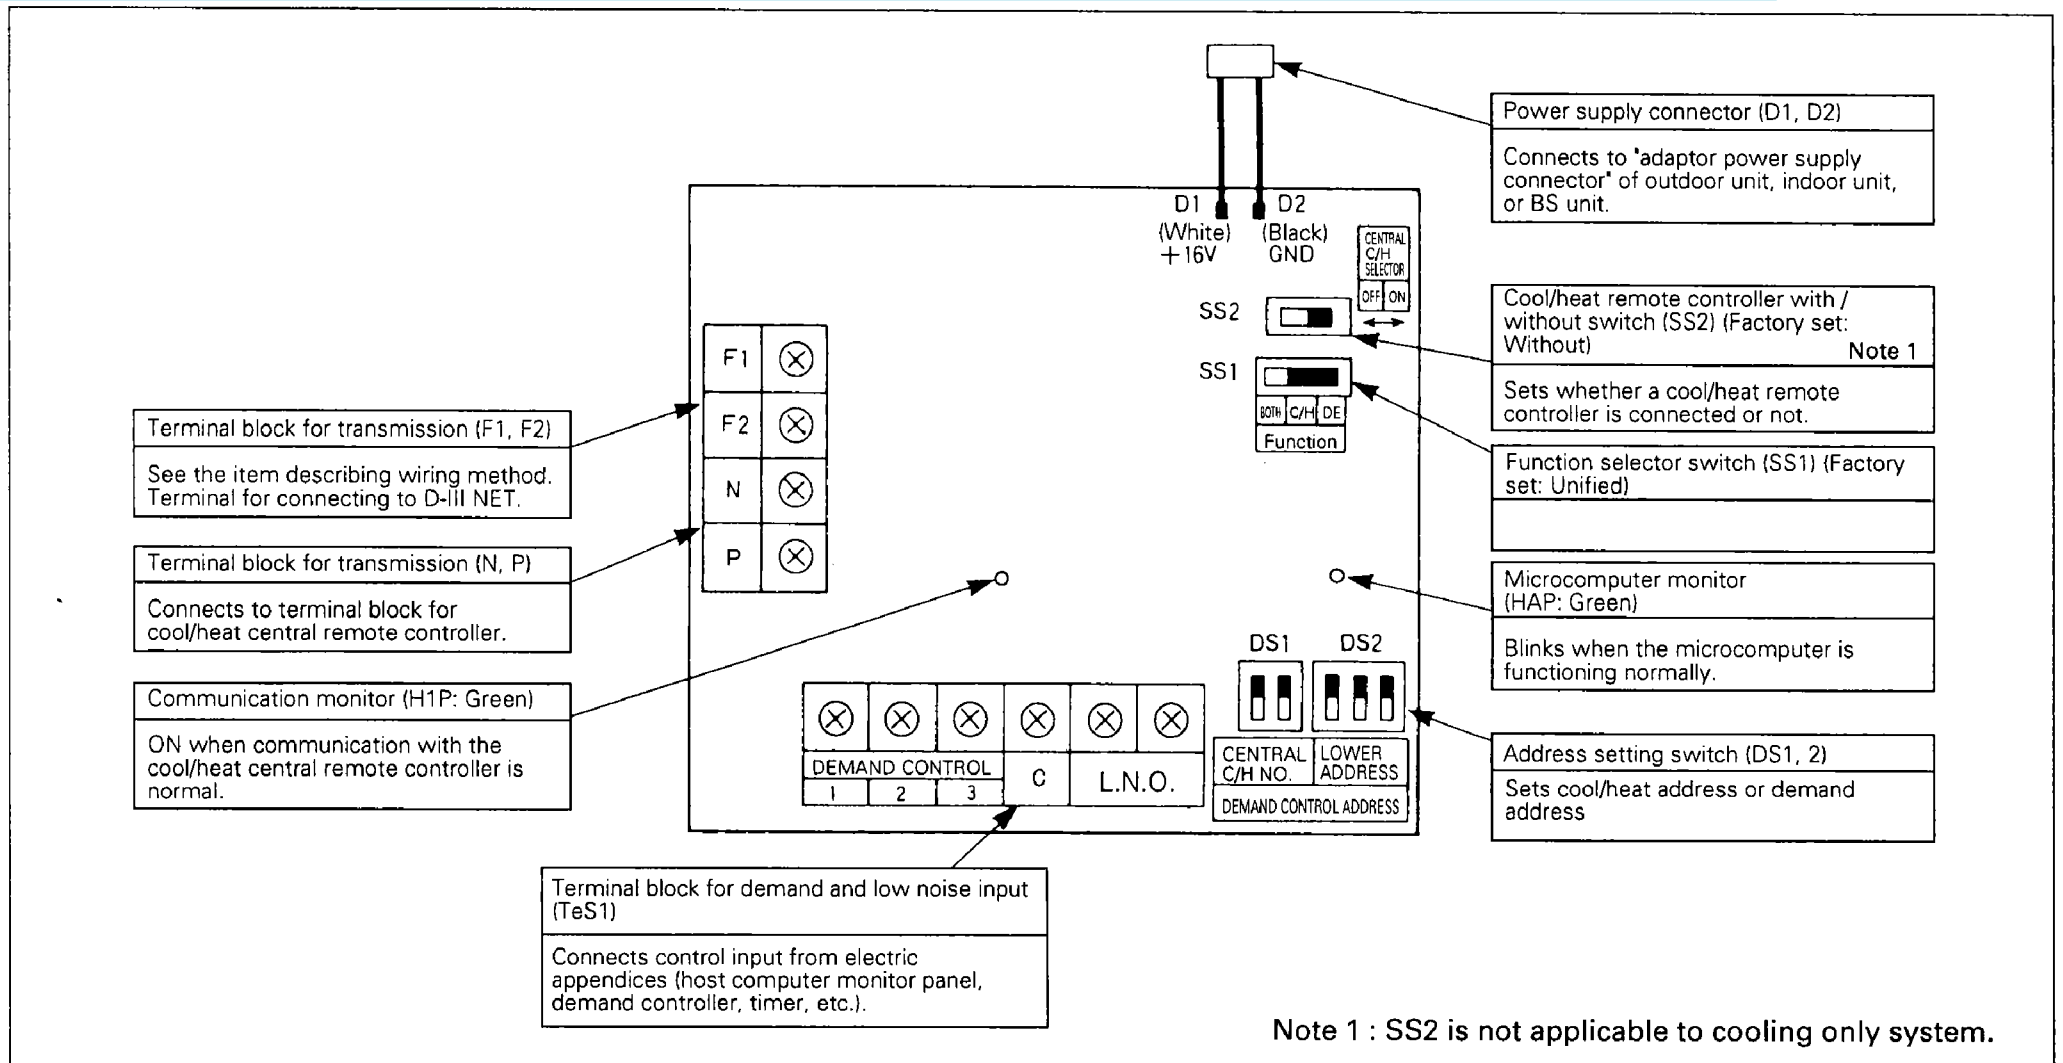 Power supply connector (D1, D2)
Connects to "adaptor power supply
connector" of outdoor unit, indoor unit,
or BS unit.
D1
D2
(White)
(Black)
+16V
GND
CENTRAL
C/H
SELECTOR
OFF
ON
SS2
Cool/heat remote controller with /
without switch (SS2) (Factory set:
Without)
Note 1
Sets whether a cool/heat remote
controller is connected or not.
SS1
BOTH
C/H
DE
Function
Function selector switch (SS1) (Factory
set: Unified)
F1
F2
N
P
Terminal block for transmission (F1, F2)
See the item describing wiring method.
Terminal for connecting to D-III NET.
Terminal block for transmission (N, P)
Connects to terminal block for
cool/heat central remote controller.
Microcomputer monitor
(HAP: Green)
Blinks when the microcomputer is
functioning normally.
Communication monitor (H1P: Green)
ON when communication with the
cool/heat central remote controller is
normal.
DS1
DS2
DEMAND CONTROL
1
2
3
C
L.N.O.
CENTRAL
C/H NO.
LOWER
ADDRESS
DEMAND CONTROL ADDRESS
Address setting switch (DS1, 2)
Sets cool/heat address or demand
address
Terminal block for demand and low noise input
(TeS1)
Connects control input from electric
appendices (host computer monitor panel,
demand controller, timer, etc.).
Note 1 : SS2 is not applicable to cooling only system.